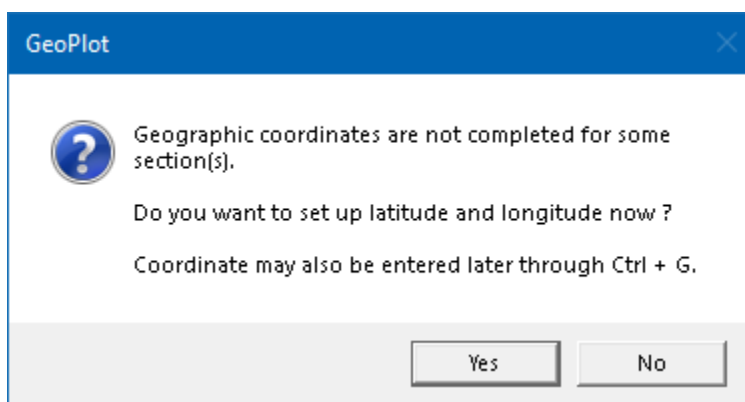 GeoPlot
Geographic coordinates are not completed for some
section(s).
Do you want to set up latitude and longitude now ?
Coordinate may also be entered later through Ctrl + G.
Yes
No